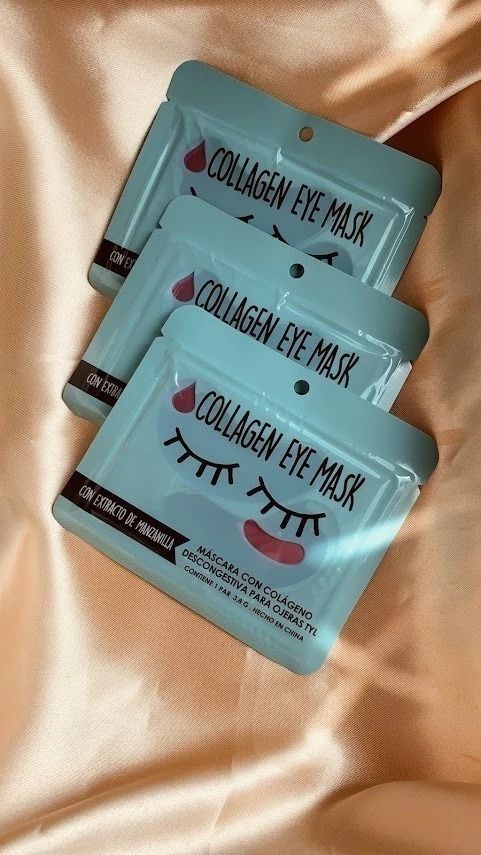 COLLAGEN EYE MASK
CON EX
COLLAGEN EYE MASK
CON EXTRA
COLLAGEN EYE MASK
CON EXTRACTO DE MANZANILLA
MÁSCARA CON COLÁGENO
DESCONGESTIVA PARA OJERAS TYL
CONTIENE 1 PAR 3.8 G . HECHO EN CHINA